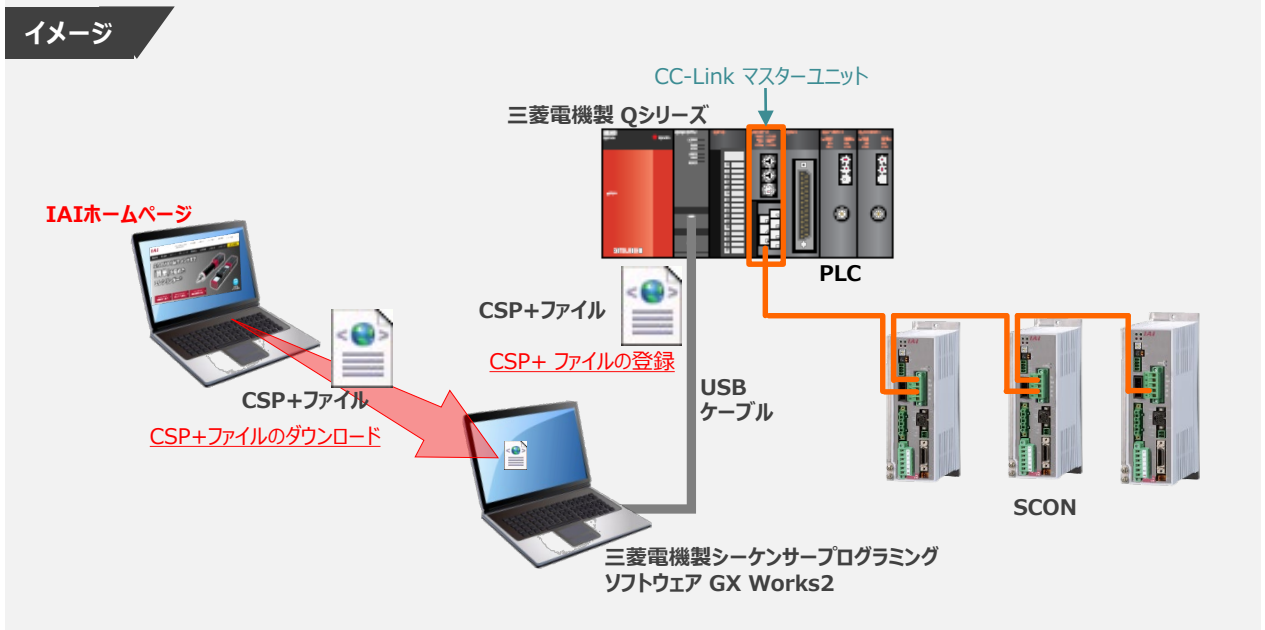 イメージ
CC-Link マスターユニット
三菱電機製 Qシリーズ
IAIホームページ
PLC
CSP+ファイル
CSP+ ファイルの登録
USB
ケーブル
CSP+ファイル
CSP+ファイルのダウンロード
SCON
三菱電機製シーケンサープログラミング
ソフトウェア GX Works2